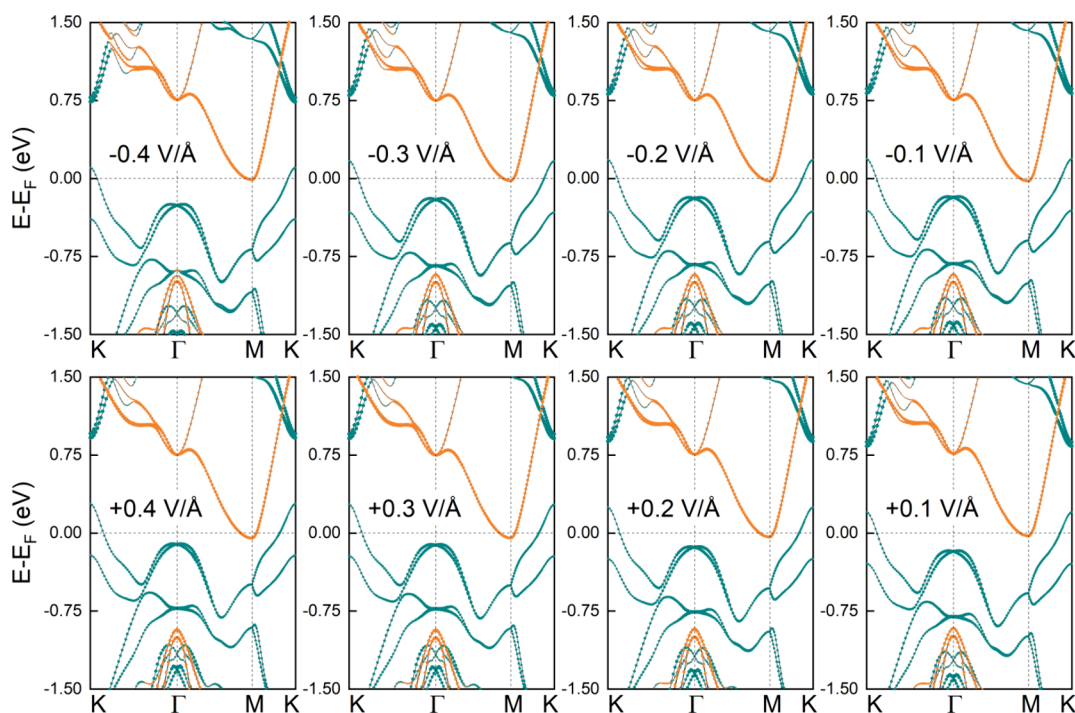 1.50 1.50 1.50 1.50
0.75 0.75 0.75 0.75
-0.4 V/Å -0.3 V/Å -0.2 V/Å -0.1 V/Å
0.00 0.00 0.00 0.00
E-E_F (eV)
-0.75 -0.75 -0.75 -0.75
-1.50 -1.50 -1.50 -1.50
K Γ M K K Γ M K K Γ M K K Γ M K
1.50 1.50 1.50 1.50
0.75 0.75 0.75 0.75
+0.4 V/Å +0.3 V/Å +0.2 V/Å +0.1 V/Å
0.00 0.00 0.00 0.00
E-E_F (eV)
-0.75 -0.75 -0.75 -0.75
-1.50 -1.50 -1.50 -1.50
K Γ M K K Γ M K K Γ M K K Γ M K